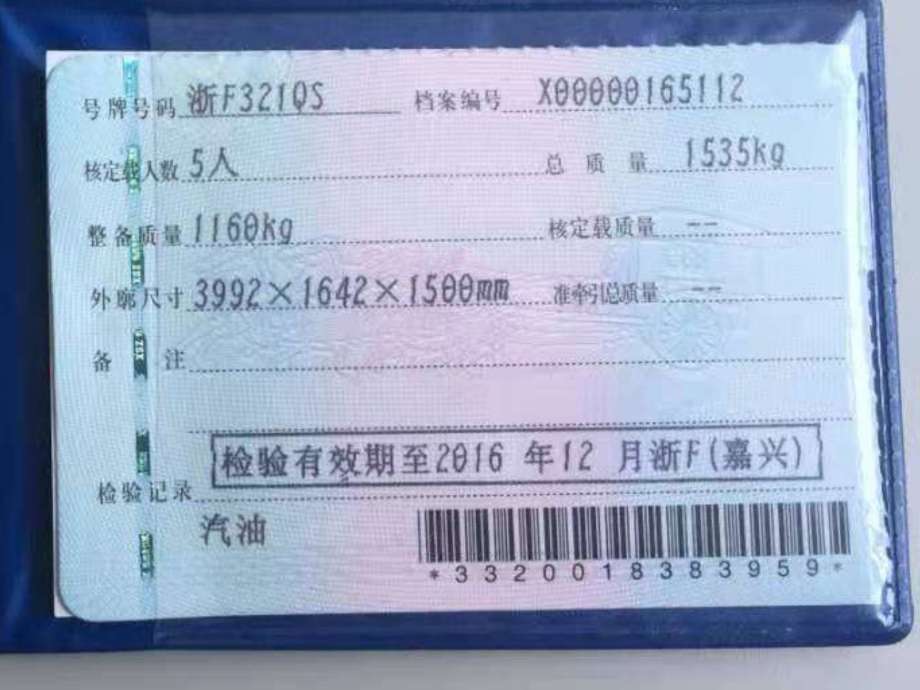 号牌号码 浙F321QS 档案编号 X00000165112
核定载人数 5人 总质量 1535kg
整备质量 1160kg 核定载质量 --
外廓尺寸 3992×1642×1500mm 准牵引总质量 --
备注
检验有效期至2016 年12 月浙F(嘉兴)
检验记录
汽油
*3320018383959*